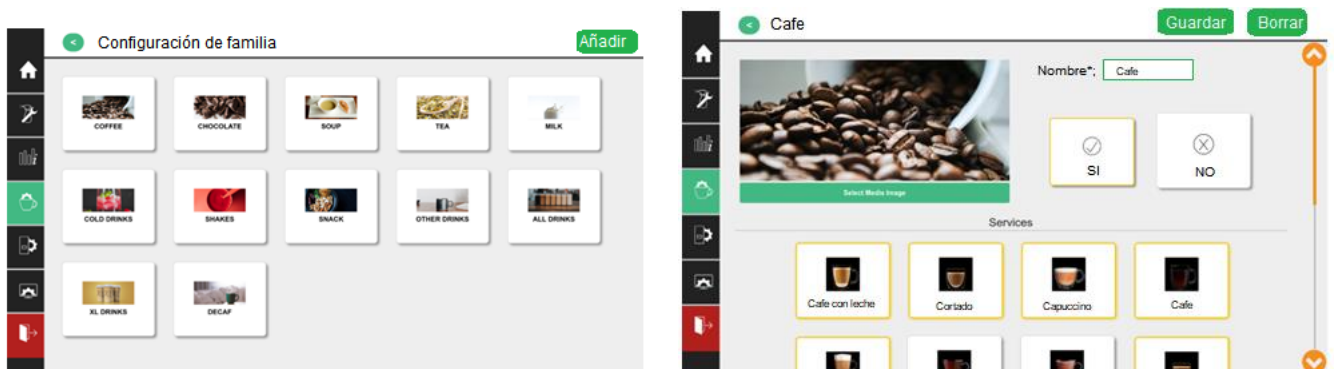 Configuración de familia
Añadir
COFFEE
CHOCOLATE
SOUP
TEA
MILK
COLD DRINKS
SHAKES
SNACK
OTHER DRINKS
ALL DRINKS
XL DRINKS
DECAF
Cafe
Guardar
Borrar
Nombre*; Cafe
SI
NO
Select Media Image
Services
Cafe con leche
Cortado
Capuccino
Cafe